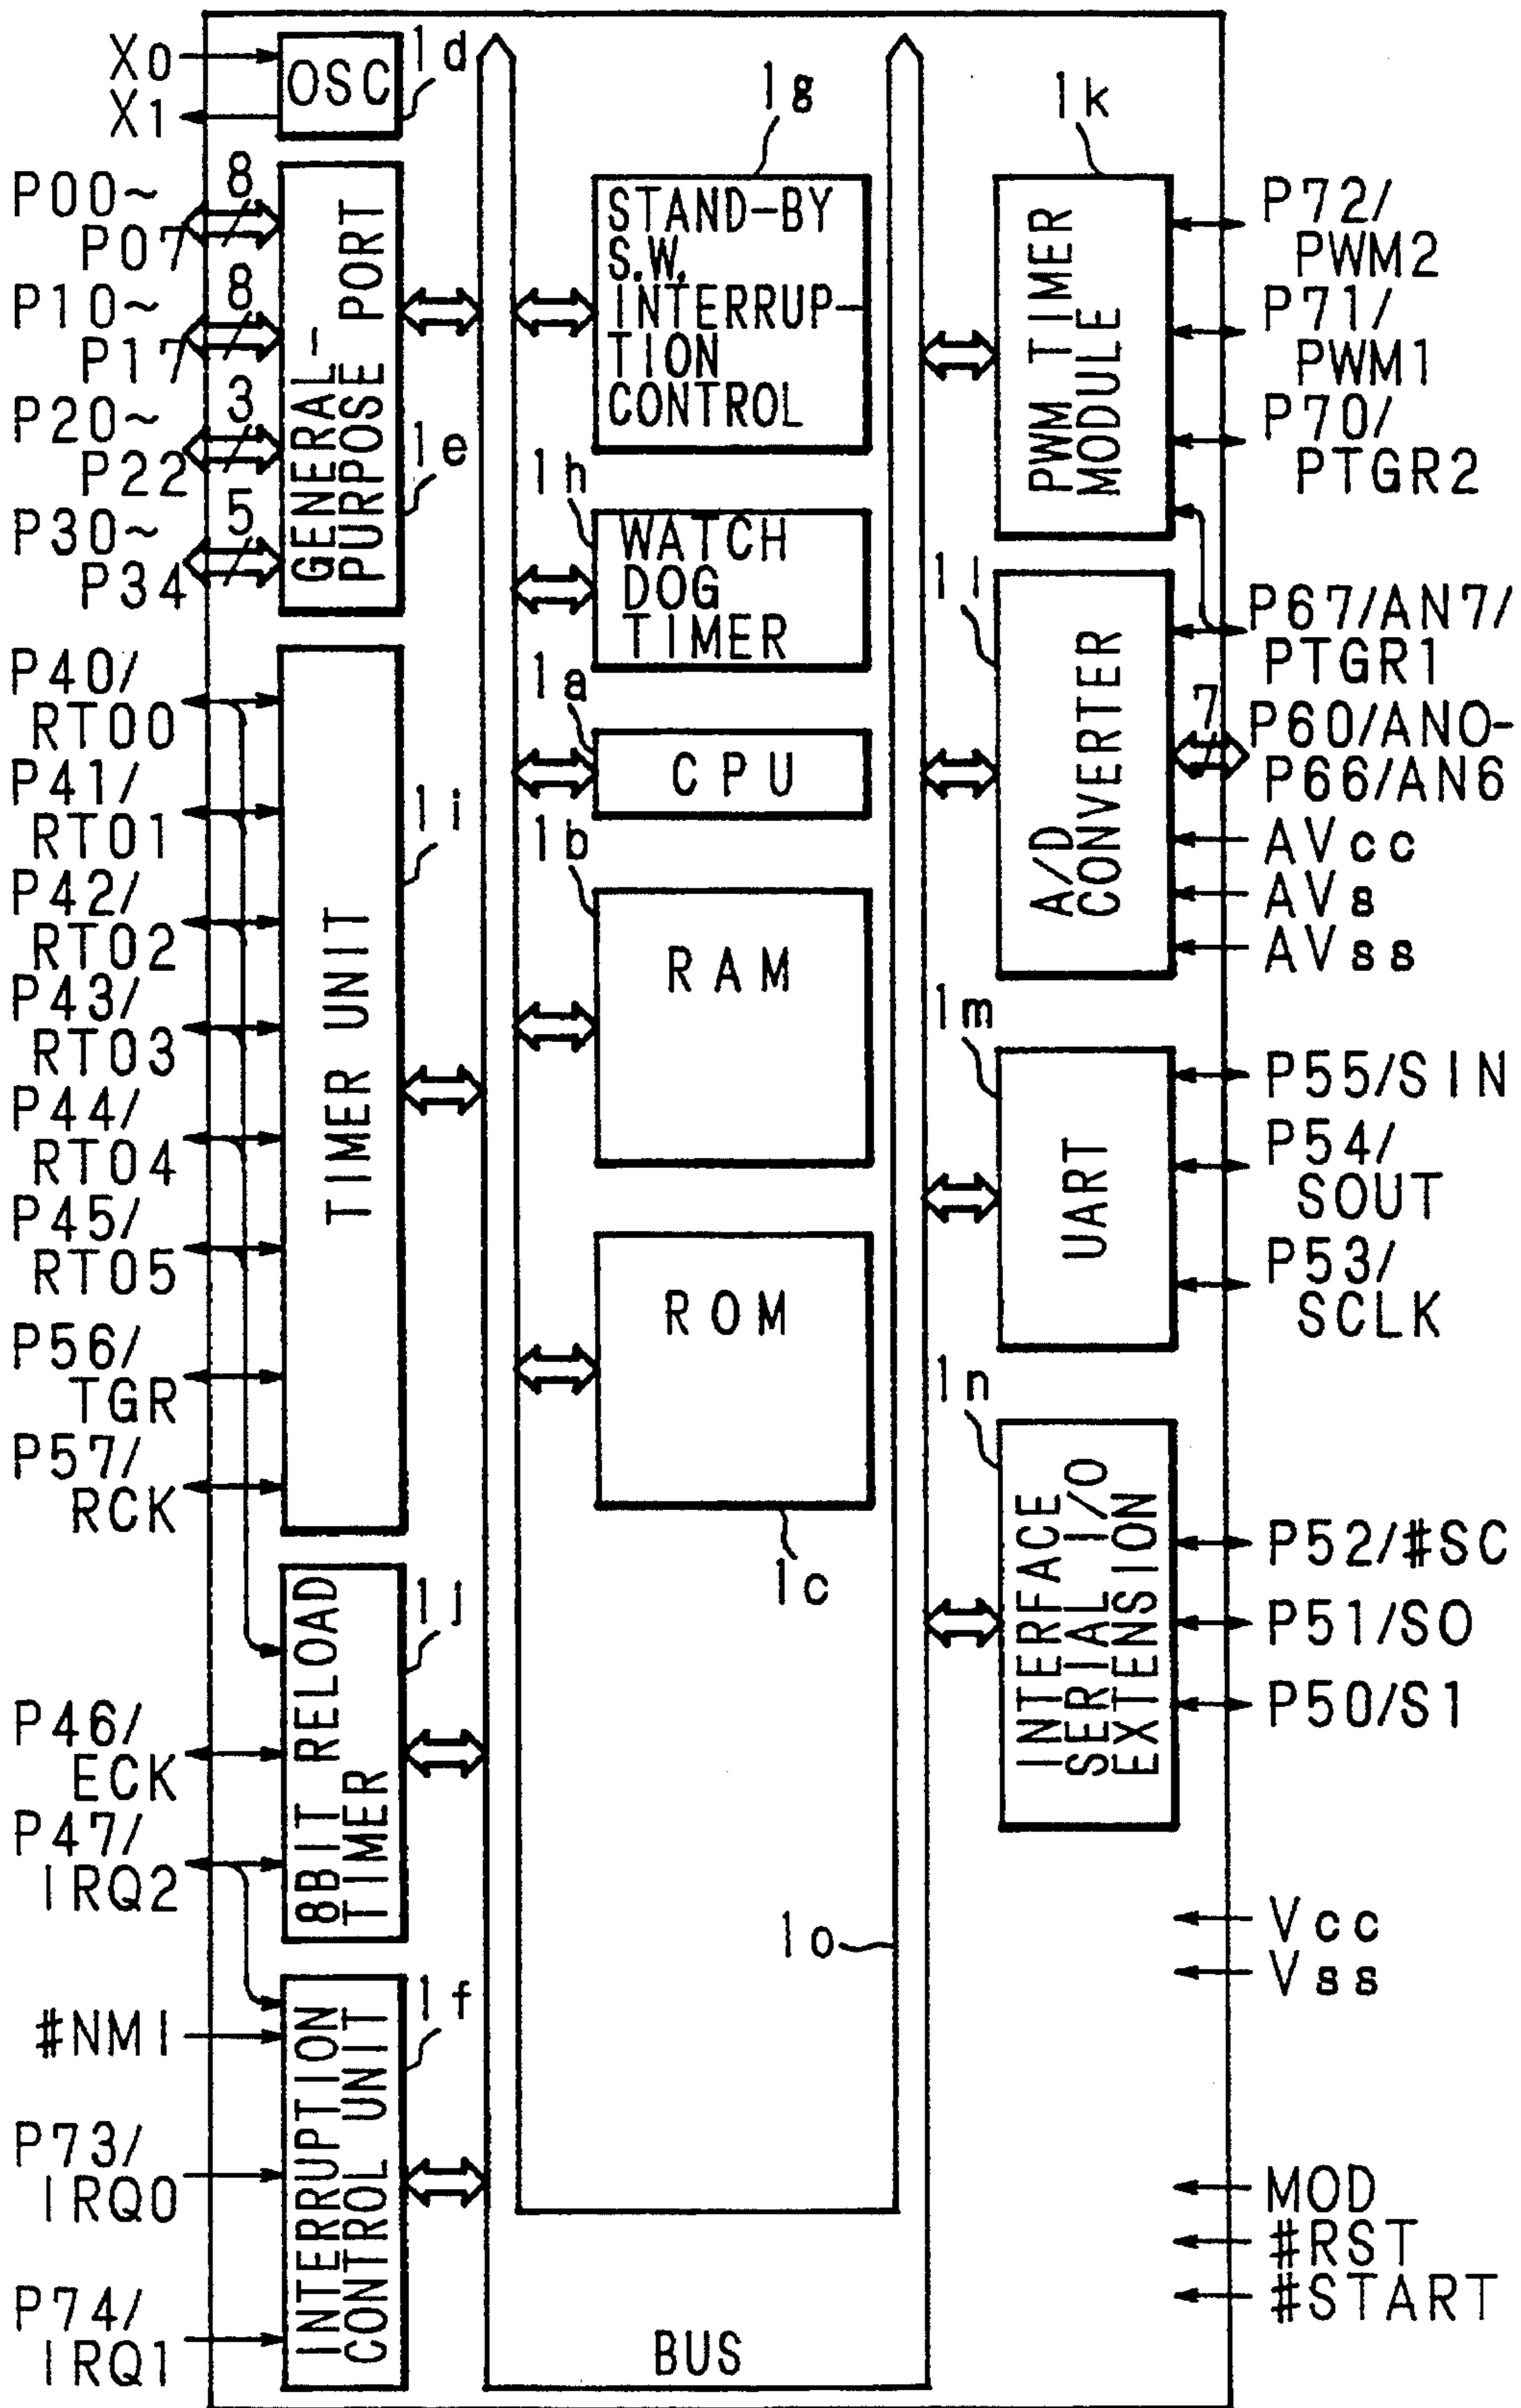 X0
X1
OSC
1d
P00~
P07
8
P10~
P17
8
P20~
P22
3
P30~
P34
5
GENERAL-
PURPOSE PORT
1e
P40/
RT00
P41/
RT01
P42/
RT02
P43/
RT03
P44/
RT04
P45/
RT05
P56/
TGR
P57/
RCK
TIMER UNIT
1i
P46/
ECK
P47/
IRQ2
8BIT RELOAD
TIMER
1j
#NMI
P73/
IRQ0
P74/
IRQ1
INTERRUPTION
CONTROL UNIT
1f
1g
STAND-BY
S.W.
INTERRUP-
TION
CONTROL
1h
WATCH
DOG
TIMER
1a
CPU
1b
RAM
ROM
1c
1o
BUS
1k
PWM TIMER
MODULE
P72/
PWM2
P71/
PWM1
P70/
PTGR2
1l
A/D
CONVERTER
P67/AN7/
PTGR1
7
P60/AN0-
P66/AN6
AVcc
AVs
AVss
1m
UART
P55/SIN
P54/
SOUT
P53/
SCLK
1n
INTERFACE
SERIAL I/O
EXTENSION
P52/#SC
P51/SO
P50/S1
Vcc
Vss
MOD
#RST
#START